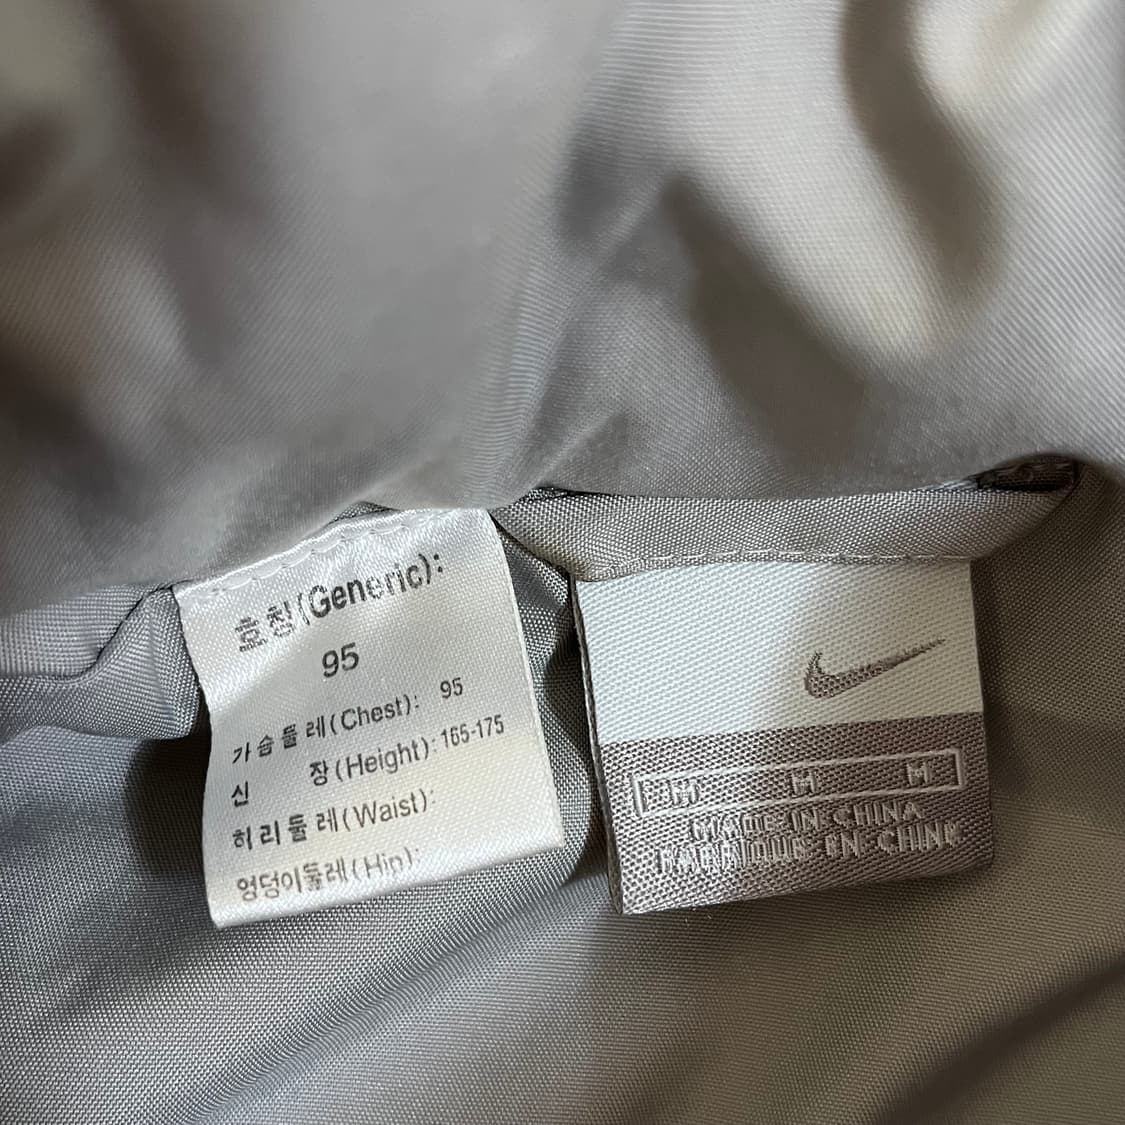 호칭(Generic):
95
가슴둘레(Chest): 95
신 장(Height): 165-175
허리둘레(Waist):
엉덩이둘레(Hip):
M M M
MADE IN CHINA
FABRIQUE EN CHINE